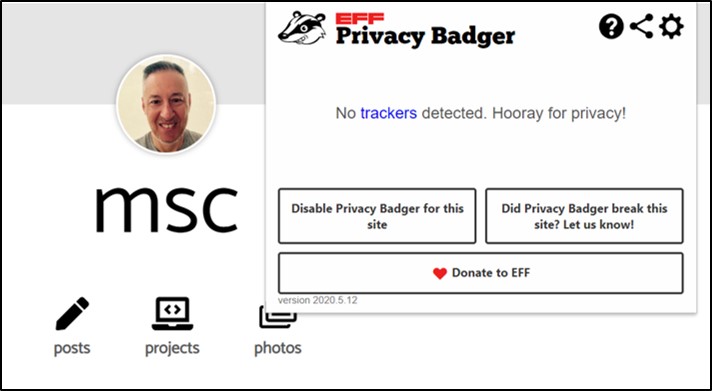 EFF
Privacy Badger
No trackers detected. Hooray for privacy!
msc
Disable Privacy Badger for this
site
Did Privacy Badger break this
site? Let us know!
Donate to EFF
version 2020.5.12
posts
projects
photos